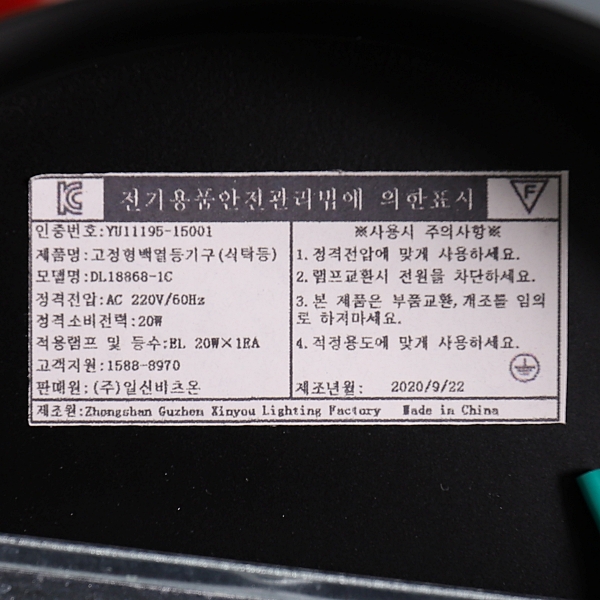 KC 전기용품안전관리법에 의한표시 F
인증번호:YU11195-15001
제품명:고정형백열등기구(식탁등)
모델명:DL18868-1C
정격전압:AC 220V/60Hz
정격소비전력:20W
적용램프 및 등수:EL 20W×1EA
고객지원:1588-8970
판매원:(주)일신비츠온
※사용시 주의사항※
1.정격전압에 맞게 사용하세요.
2.램프교환시 전원을 차단하세요.
3.본 제품은 부품교환,개조를 임의
로 하지마세요.
4.적정용도에 맞게 사용하세요.
제조년월: 2020/9/22
제조원:Zhongshan Guzhen Xinyou Lighting Factory Made in China